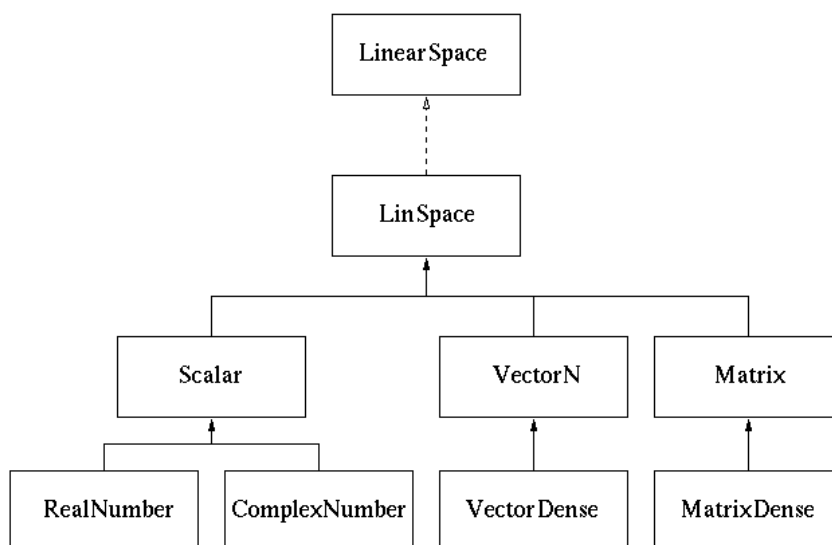 LinearSpace
LinSpace
Scalar
VectorN
Matrix
RealNumber
ComplexNumber
VectorDense
MatrixDense